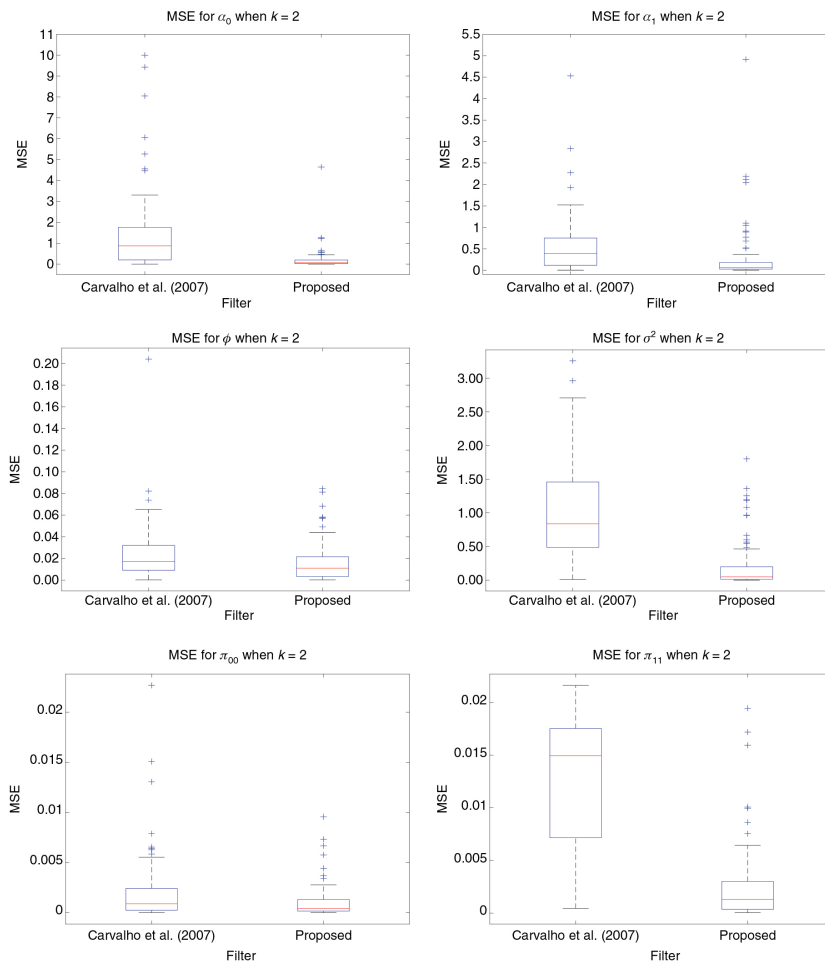 MSE for α₀ when k = 2
11
10
9
8
7
6
5
4
3
2
1
0
MSE
Carvalho et al. (2007)
Proposed
Filter
MSE for α₁ when k = 2
5.5
5
4.5
4
3.5
3
2.5
2
1.5
1
0.5
0
MSE
Carvalho et al. (2007)
Proposed
Filter
MSE for ϕ when k = 2
0.20
0.18
0.16
0.14
0.12
0.10
0.08
0.06
0.04
0.02
0.00
MSE
Carvalho et al. (2007)
Proposed
Filter
MSE for σ² when k = 2
3.00
2.50
2.00
1.50
1.00
0.50
0.00
MSE
Carvalho et al. (2007)
Proposed
Filter
MSE for π₀₀ when k = 2
0.02
0.015
0.01
0.005
0
MSE
Carvalho et al. (2007)
Proposed
Filter
MSE for π₁₁ when k = 2
0.02
0.015
0.01
0.005
0
MSE
Carvalho et al. (2007)
Proposed
Filter